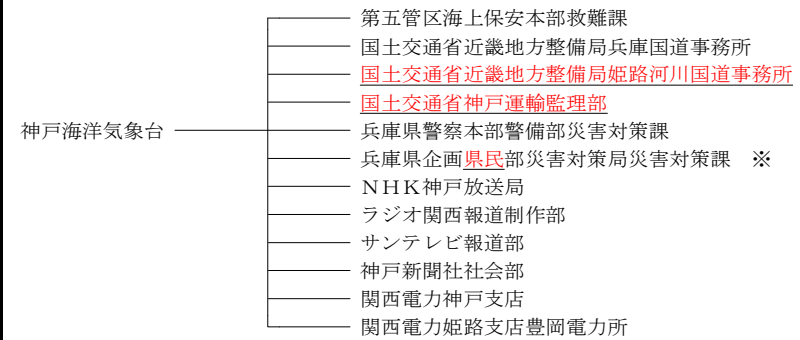 第五管区海上保安本部救難課
国土交通省近畿地方整備局兵庫国道事務所
国土交通省近畿地方整備局姫路河川国道事務所
国土交通省神戸運輸監理部
神戸海洋気象台
兵庫県警察本部警備部災害対策課
兵庫県企画県民部災害対策局災害対策課　※
ＮＨＫ神戸放送局
ラジオ関西報道制作部
サンテレビ報道部
神戸新聞社社会部
関西電力神戸支店
関西電力姫路支店豊岡電力所